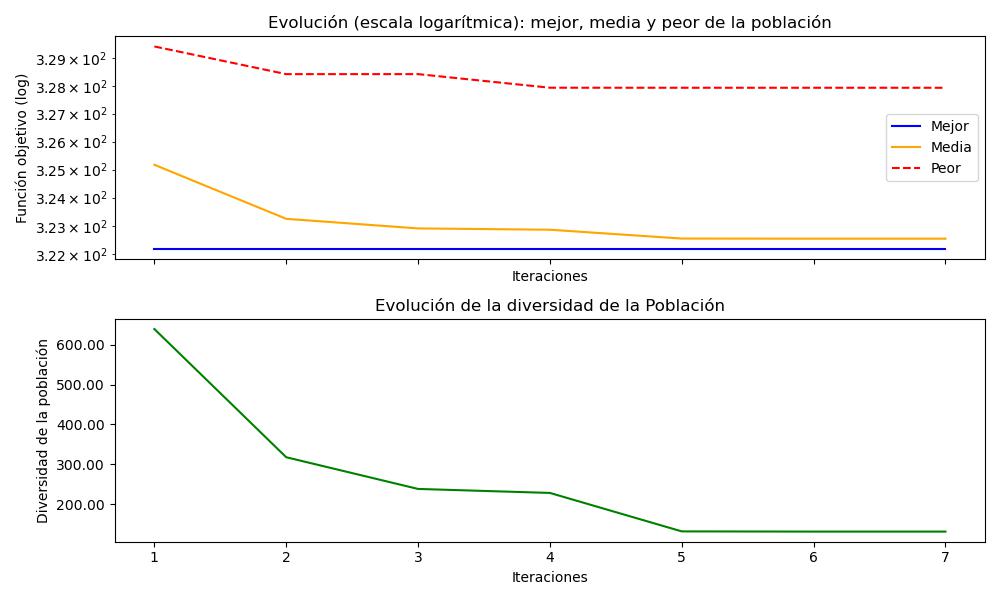 Evolución (escala logarítmica): mejor, media y peor de la población
Función objetivo (log)
3.29 × 10²
3.28 × 10²
3.27 × 10²
3.26 × 10²
3.25 × 10²
3.24 × 10²
3.23 × 10²
3.22 × 10²
Mejor
Media
Peor
Iteraciones
Evolución de la diversidad de la Población
Diversidad de la población
600.00
500.00
400.00
300.00
200.00
1 2 3 4 5 6 7
Iteraciones